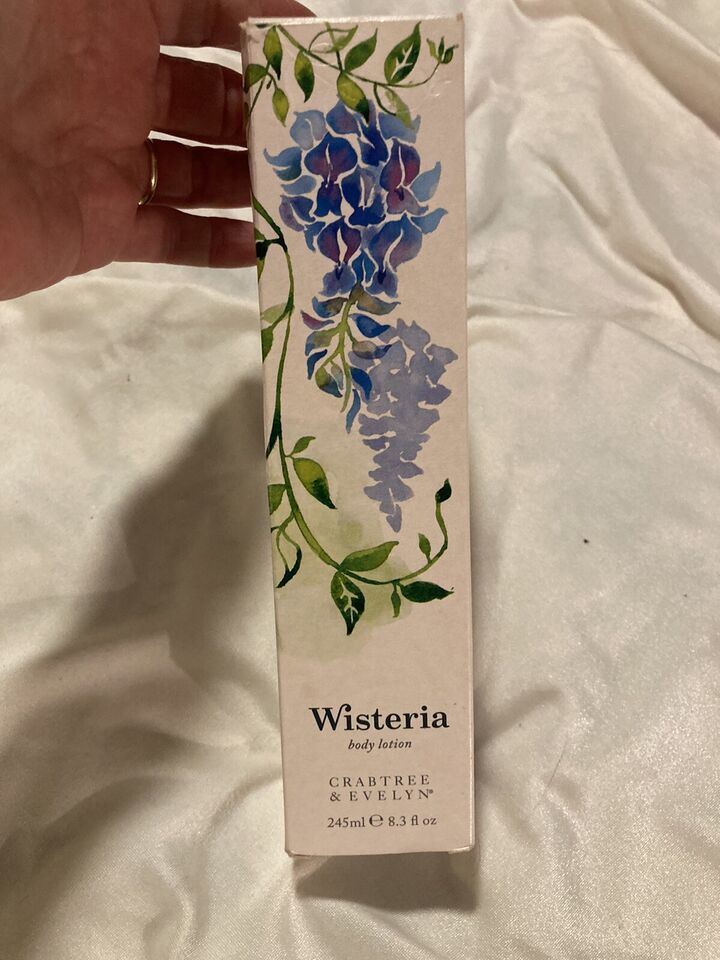 Wisteria
body lotion
CRABTREE
& EVELYN®
245ml ℮ 8.3 fl oz